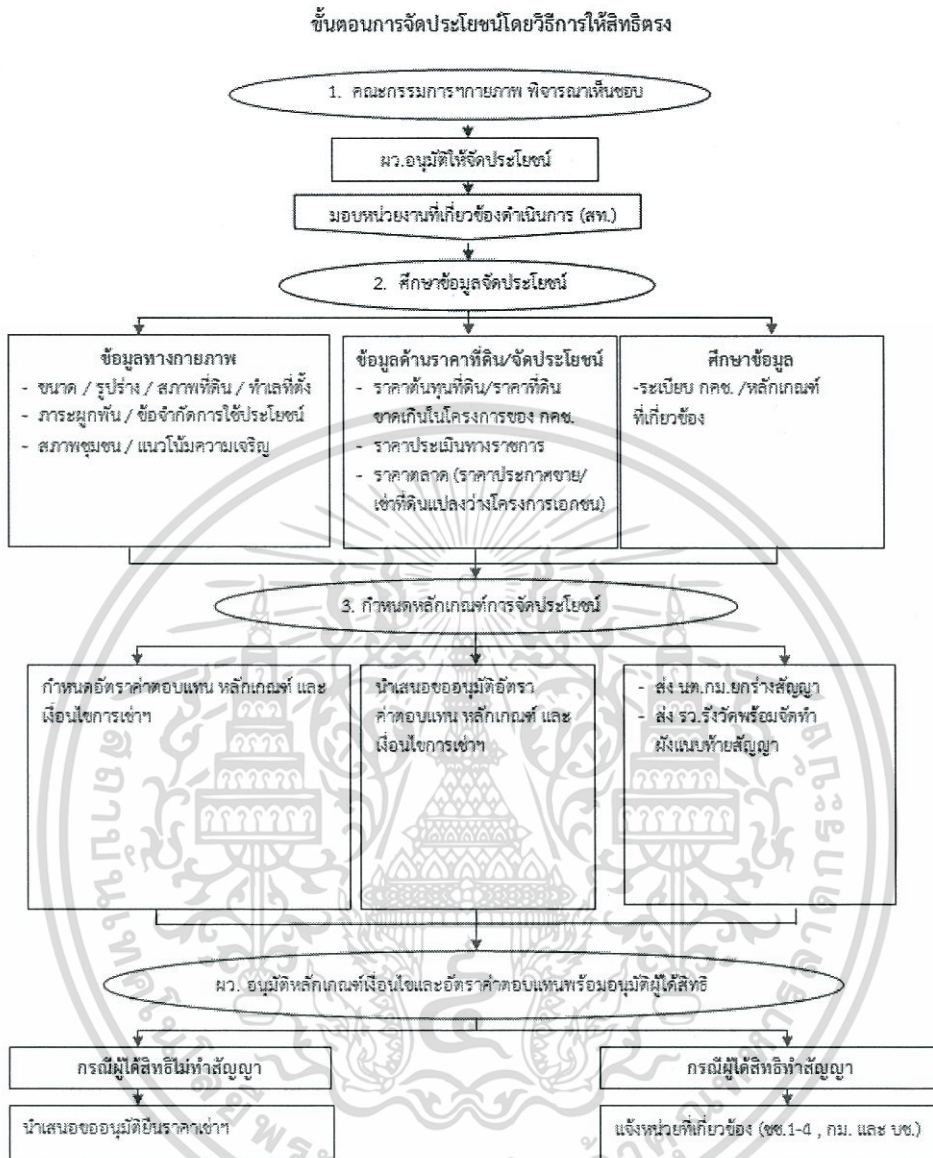 ขั้นตอนการจัดประโยชน์โดยวิธีการให้สิทธิตรง
1. คณะกรรมการฯกายภาพ พิจารณาเห็นชอบ
ผว.อนุมัติให้จัดประโยชน์
มอบหน่วยงานที่เกี่ยวข้องดำเนินการ (สท.)
2. ศึกษาข้อมูลจัดประโยชน์
ข้อมูลทางกายภาพ
- ขนาด / รูปร่าง / สภาพที่ดิน / ทำเลที่ตั้ง
- ภาระผูกพัน / ข้อจำกัดการใช้ประโยชน์
- สภาพชุมชน / แนวโน้มความเจริญ
ข้อมูลด้านราคาที่ดิน/จัดประโยชน์
- ราคาต้นทุนที่ดิน/ราคาที่ดิน
ขาดเกินในโครงการของ กคช.
- ราคาประเมินทางราชการ
- ราคาตลาด (ราคาประกาศขาย/
เช่าที่ดินแปลงว่างโครงการเอกชน)
ศึกษาข้อมูล
-ระเบียบ กคช. /หลักเกณฑ์
ที่เกี่ยวข้อง
3. กำหนดหลักเกณฑ์การจัดประโยชน์
กำหนดอัตราค่าตอบแทน หลักเกณฑ์ และ
เงื่อนไขการเช่าฯ
นำเสนอขออนุมัติอัตรา
ค่าตอบแทน หลักเกณฑ์ และ
เงื่อนไขการเช่าฯ
- ส่ง นต.กม.ยกร่างสัญญา
- ส่ง รว.รังวัดพร้อมจัดทำ
ผังแนบท้ายสัญญา
ผว. อนุมัติหลักเกณฑ์เงื่อนไขและอัตราค่าตอบแทนพร้อมอนุมัติผู้ได้สิทธิ
กรณีผู้ได้สิทธิไม่ทำสัญญา
นำเสนอขออนุมัติยืนราคาเช่าฯ
กรณีผู้ได้สิทธิทำสัญญา
แจ้งหน่วยที่เกี่ยวข้อง (ชช.1-4 , กม. และ บช.)